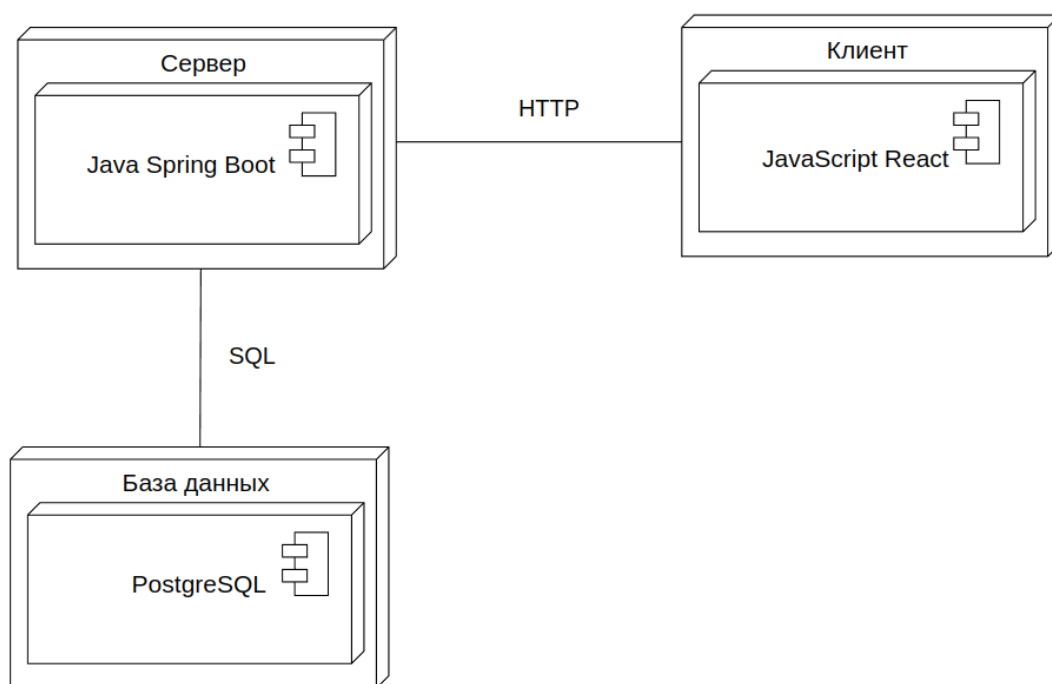 Сервер
Java Spring Boot
HTTP
Клиент
JavaScript React
SQL
База данных
PostgreSQL